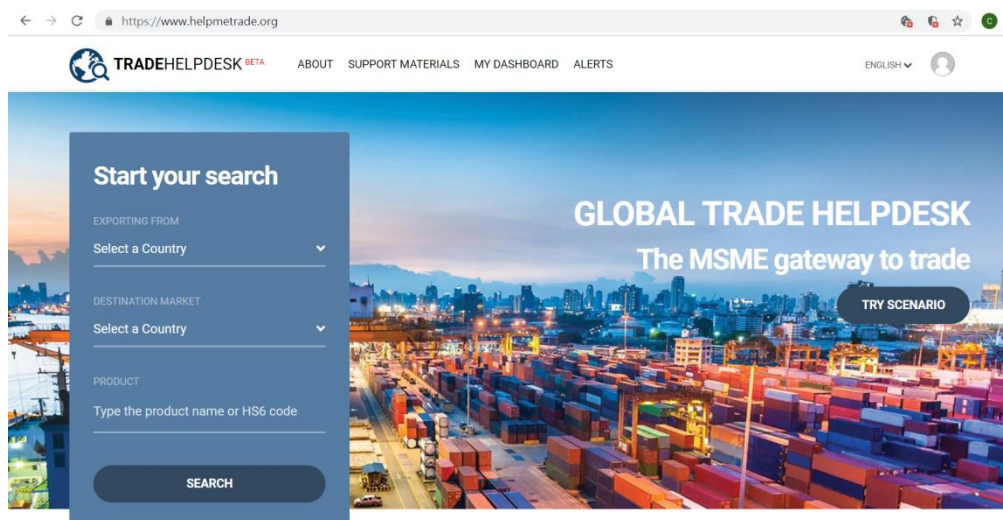 https://www.helpmetrade.org
C
TRADEHELPDESK BETA
ABOUT SUPPORT MATERIALS MY DASHBOARD ALERTS
ENGLISH
Start your search
EXPORTING FROM
Select a Country
DESTINATION MARKET
Select a Country
PRODUCT
Type the product name or HS6 code
SEARCH
GLOBAL TRADE HELPDESK
The MSME gateway to trade
TRY SCENARIO